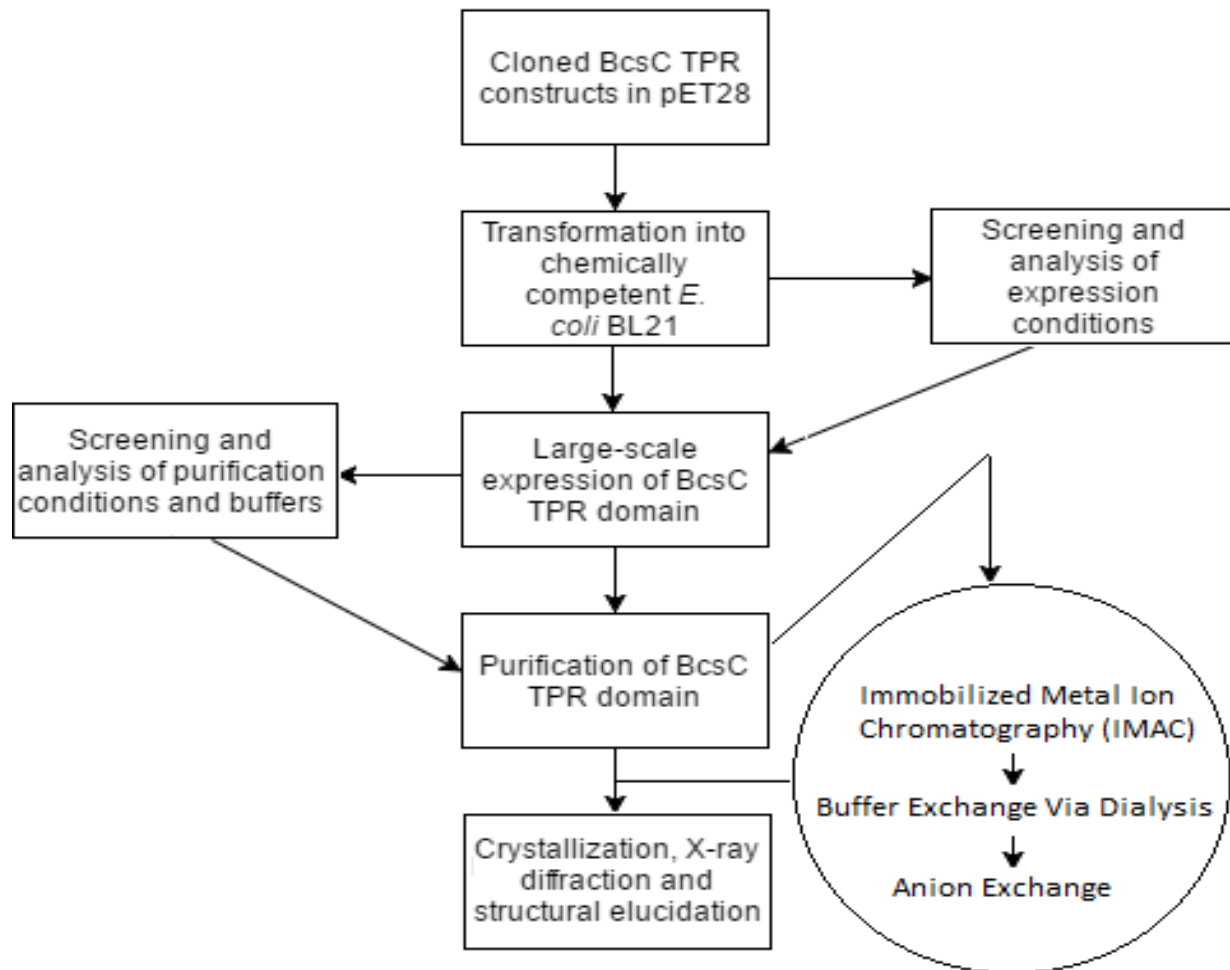 Cloned BcsC TPR
constructs in pET28
Transformation into
chemically
competent E.
coli BL21
Screening and
analysis of
expression
conditions
Screening and
analysis of purification
conditions and buffers
Large-scale
expression of BcsC
TPR domain
Purification of BcsC
TPR domain
Immobilized Metal Ion
Chromatography (IMAC)
Buffer Exchange Via Dialysis
Anion Exchange
Crystallization, X-ray
diffraction and
structural elucidation